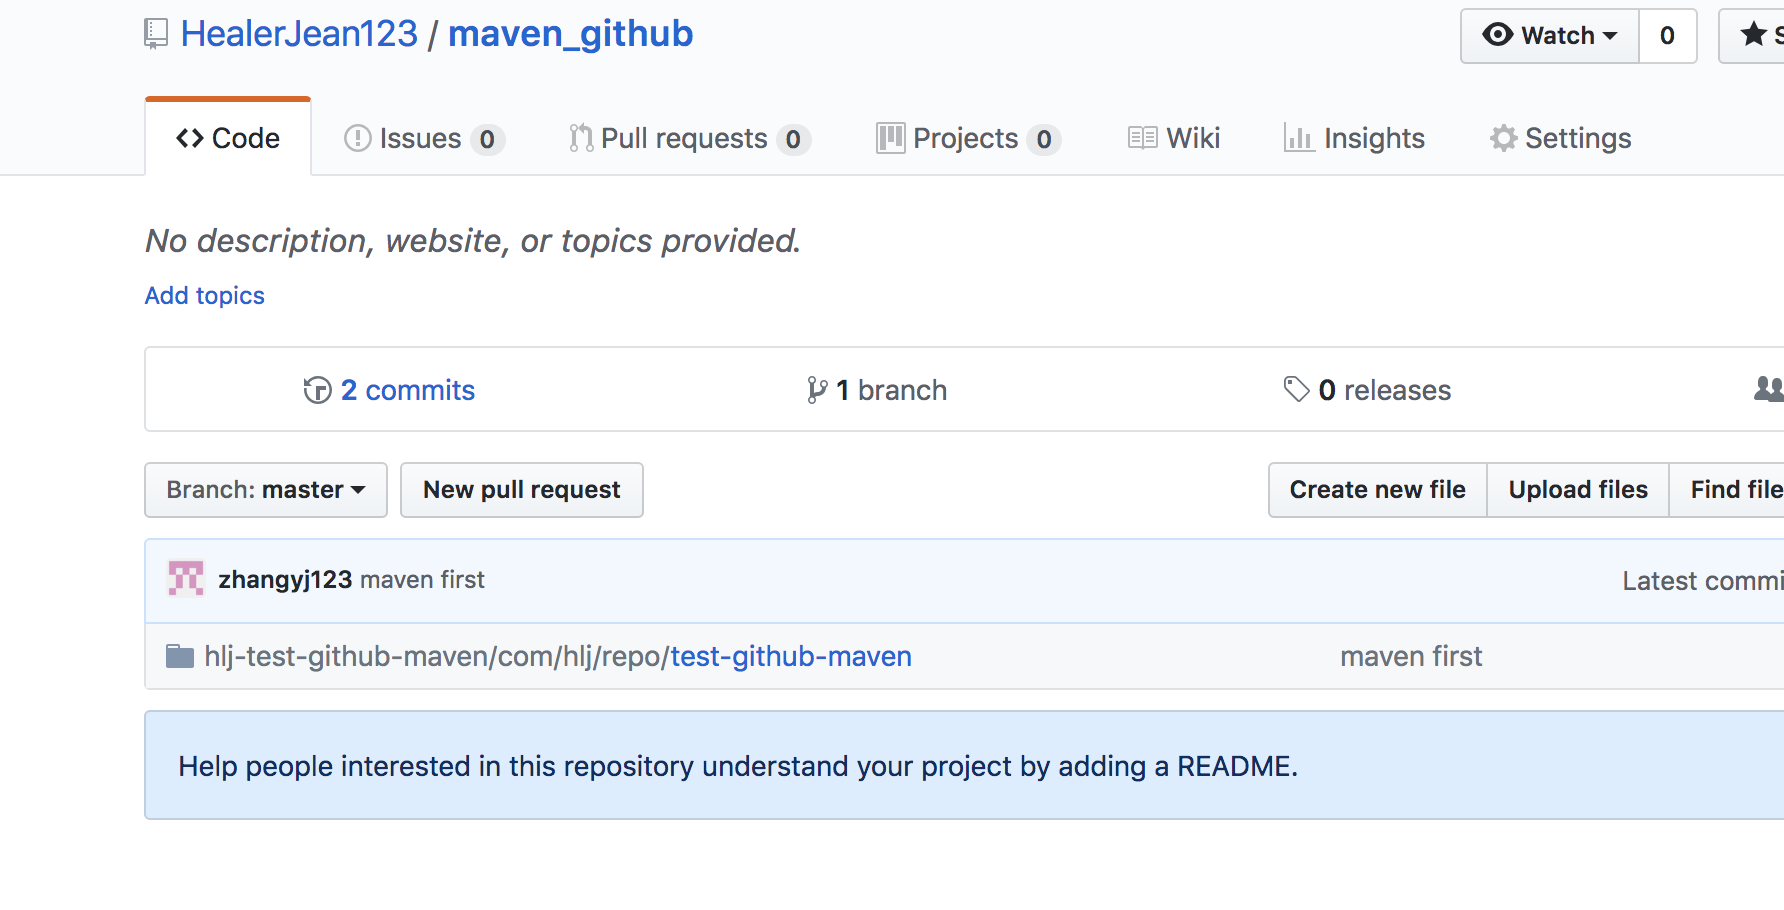 HealerJean123 / maven_github
Watch 0 S
Code Issues 0 Pull requests 0 Projects 0 Wiki Insights Settings
No description, website, or topics provided.
Add topics
2 commits 1 branch 0 releases
Branch: master New pull request Create new file Upload files Find file
zhangyj123 maven first Latest commi
hlj-test-github-maven/com/hlj/repo/test-github-maven maven first
Help people interested in this repository understand your project by adding a README.